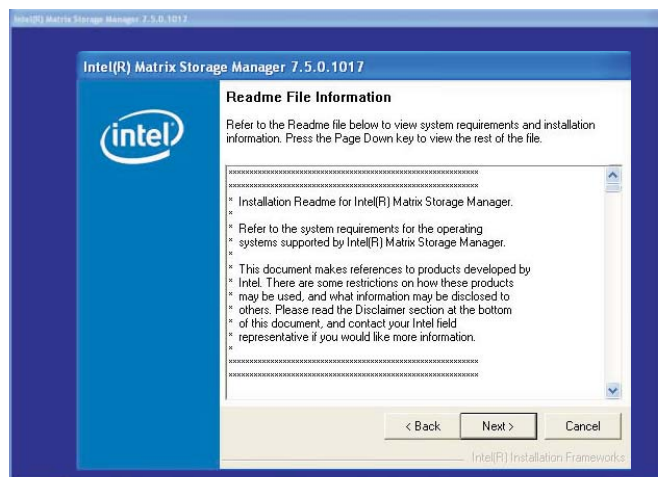 Intel(R) Matrix Storage Manager 7.5.0.1017
Intel(R) Matrix Storage Manager 7.5.0.1017
Readme File Information
Refer to the Readme file below to view system requirements and installation
information. Press the Page Down key to view the rest of the file.
intel
************************************************************
************************************************************
* Installation Readme for Intel(R) Matrix Storage Manager.
*
* Refer to the system requirements for the operating
* systems supported by Intel(R) Matrix Storage Manager.
*
* This document makes references to products developed by
* Intel. There are some restrictions on how these products
* may be used, and what information may be disclosed to
* others. Please read the Disclaimer section at the bottom
* of this document, and contact your Intel field
* representative if you would like more information.
*
************************************************************
************************************************************
< Back
Next >
Cancel
Intel(R) Installation Frameworks